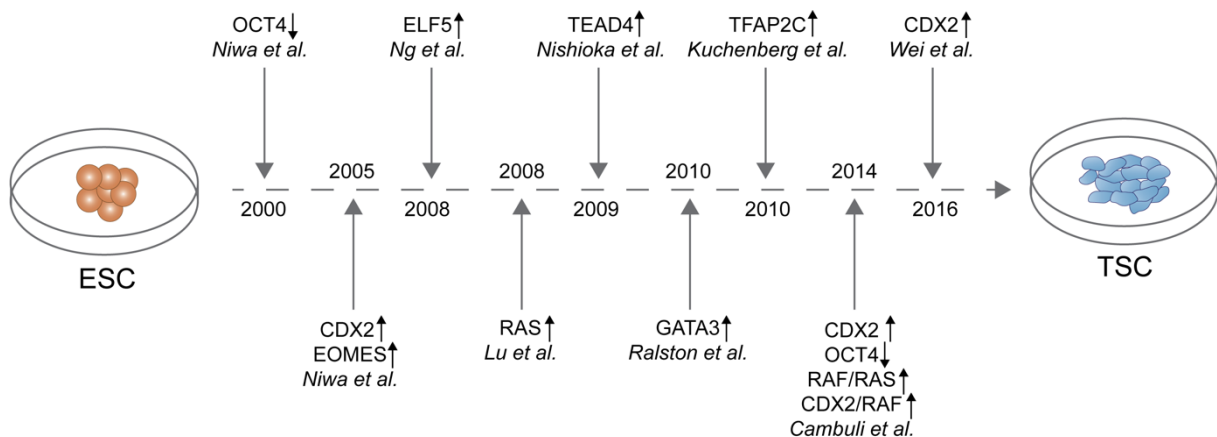 OCT4↓
Niwa et al.
ELF5↑
Ng et al.
TEAD4↑
Nishioka et al.
TFAP2C↑
Kuchenberg et al.
CDX2↑
Wei et al.
2005
2008
2010
2014
2000
2008
2009
2010
2016
ESC
TSC
CDX2↑
EOMES↑
Niwa et al.
RAS↑
Lu et al.
GATA3↑
Ralston et al.
CDX2↑
OCT4↓
RAF/RAS↑
CDX2/RAF↑
Cambuli et al.